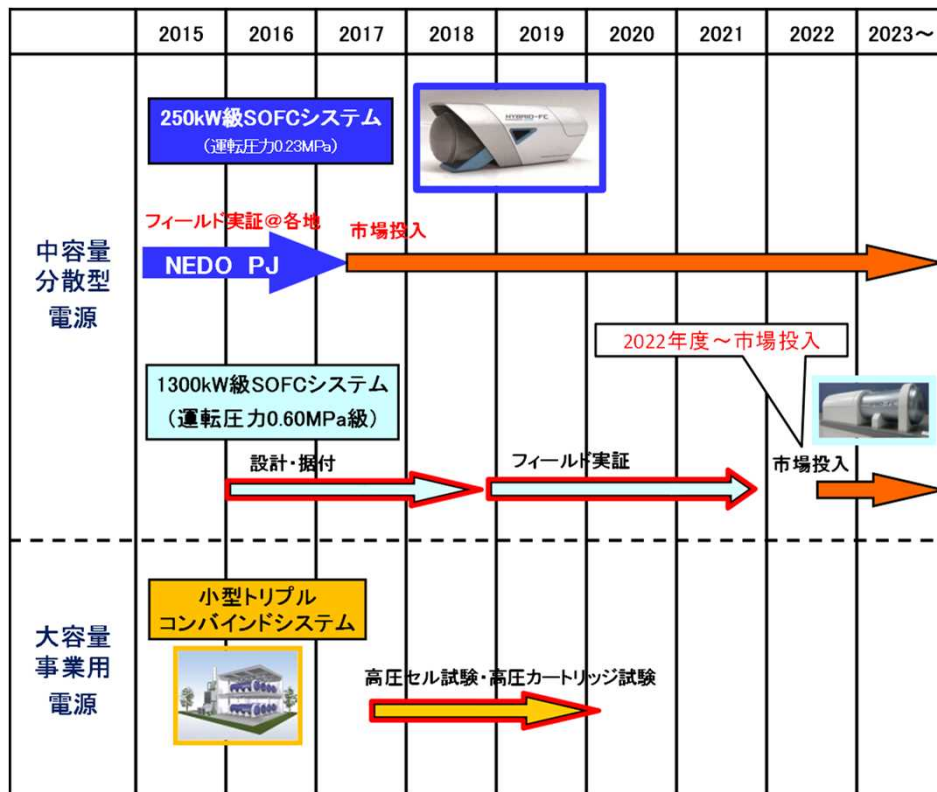 2015 2016 2017 2018 2019 2020 2021 2022 2023～
250kW級SOFCシステム
（運転圧力0.23MPa）
HYBRID-FC
フィールド実証＠各地
市場投入
NEDO PJ
中容量
分散型
電源
2022年度～市場投入
1300kW級SOFCシステム
（運転圧力0.60MPa級）
設計・据付
フィールド実証
市場投入
小型トリプル
コンバインドシステム
大容量
事業用
電源
高圧セル試験・高圧カートリッジ試験